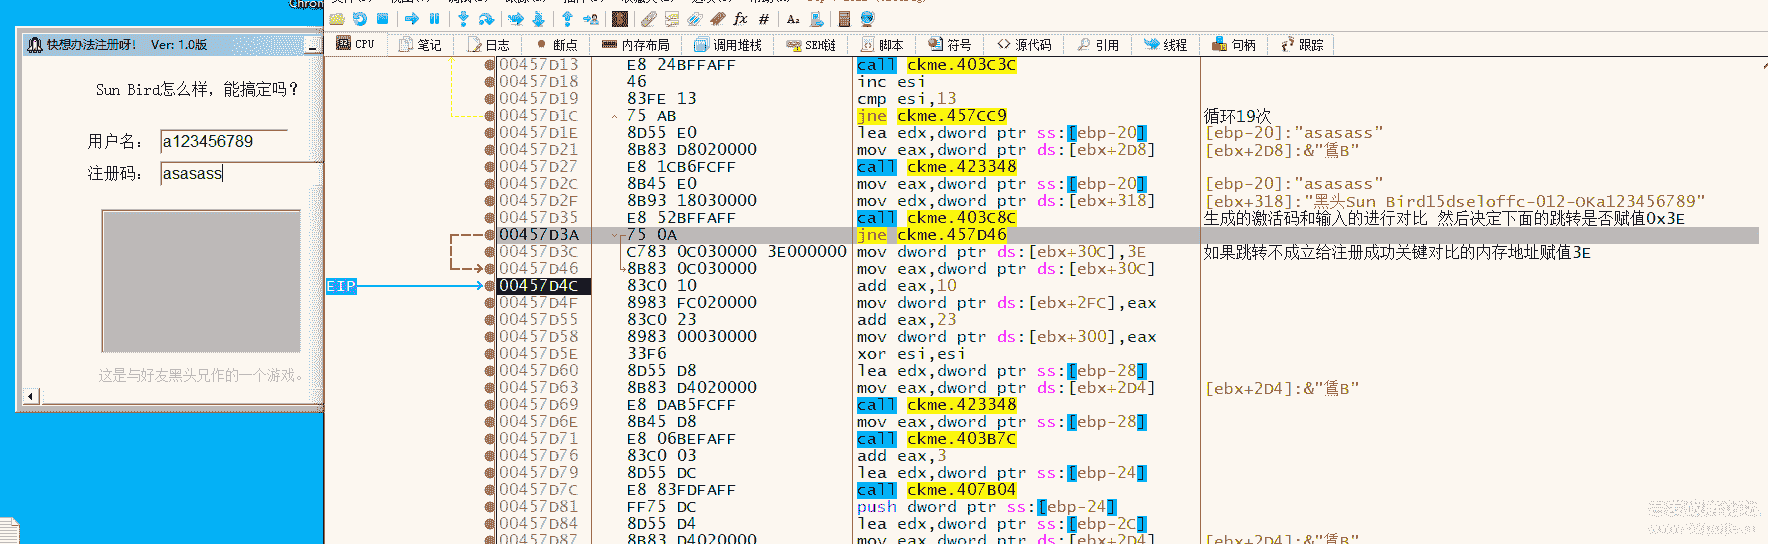 Chrom
快想办法注册呀! Ver: 1.0版
Sun Bird怎么样，能搞定吗？
用户名： a123456789
注册码： asasass
这是与好友黑头兄作的一个游戏。
CPU 笔记 日志 断点 内存布局 调用堆栈 SEH链 脚本 符号 源代码 引用 线程 句柄 跟踪
00457D13 E8 24BFFAFF call ckme.403C3C
00457D18 46 inc esi
00457D19 83FE 13 cmp esi,13
00457D1C 75 AB jne ckme.457CC9 循环19次
00457D1E 8D55 E0 lea edx,dword ptr ss:[ebp-20] [ebp-20]:"asasass"
00457D21 8B83 D8020000 mov eax,dword ptr ds:[ebx+2D8] [ebx+2D8]:&"B"
00457D27 E8 1CB6FCFF call ckme.423348
00457D2C 8B45 E0 mov eax,dword ptr ss:[ebp-20] [ebp-20]:"asasass"
00457D2F 8B93 18030000 mov edx,dword ptr ds:[ebx+318] [ebx+318]:"黑头Sun Bird15dseloffc-012-OKa123456789"
00457D35 E8 52BFFAFF call ckme.403C8C 生成的激活码和输入的进行对比 然后决定下面的跳转是否赋值0x3E
00457D3A 75 0A jne ckme.457D46
00457D3C C783 0C030000 3E000000 mov dword ptr ds:[ebx+30C],3E 如果跳转不成立给注册成功关键对比的内存地址赋值3E
00457D46 8B83 0C030000 mov eax,dword ptr ds:[ebx+30C]
EIP 00457D4C 83C0 10 add eax,10
00457D4F 8983 FC020000 mov dword ptr ds:[ebx+2FC],eax
00457D55 83C0 23 add eax,23
00457D58 8983 00030000 mov dword ptr ds:[ebx+300],eax
00457D5E 33F6 xor esi,esi
00457D60 8D55 D8 lea edx,dword ptr ss:[ebp-28]
00457D63 8B83 D4020000 mov eax,dword ptr ds:[ebx+2D4] [ebx+2D4]:&"B"
00457D69 E8 DAB5FCFF call ckme.423348
00457D6E 8B45 D8 mov eax,dword ptr ss:[ebp-28]
00457D71 E8 06BEFAFF call ckme.403B7C
00457D76 83C0 03 add eax,3
00457D79 8D55 DC lea edx,dword ptr ss:[ebp-24]
00457D7C E8 83FDFAFF call ckme.407B04
00457D81 FF75 DC push dword ptr ss:[ebp-24]
00457D84 8D55 D4 lea edx,dword ptr ss:[ebp-2C]
00457D87 8B83 D4020000 mov eax,dword ptr ds:[ebx+2D4] [ebx+2D4]:&"B"